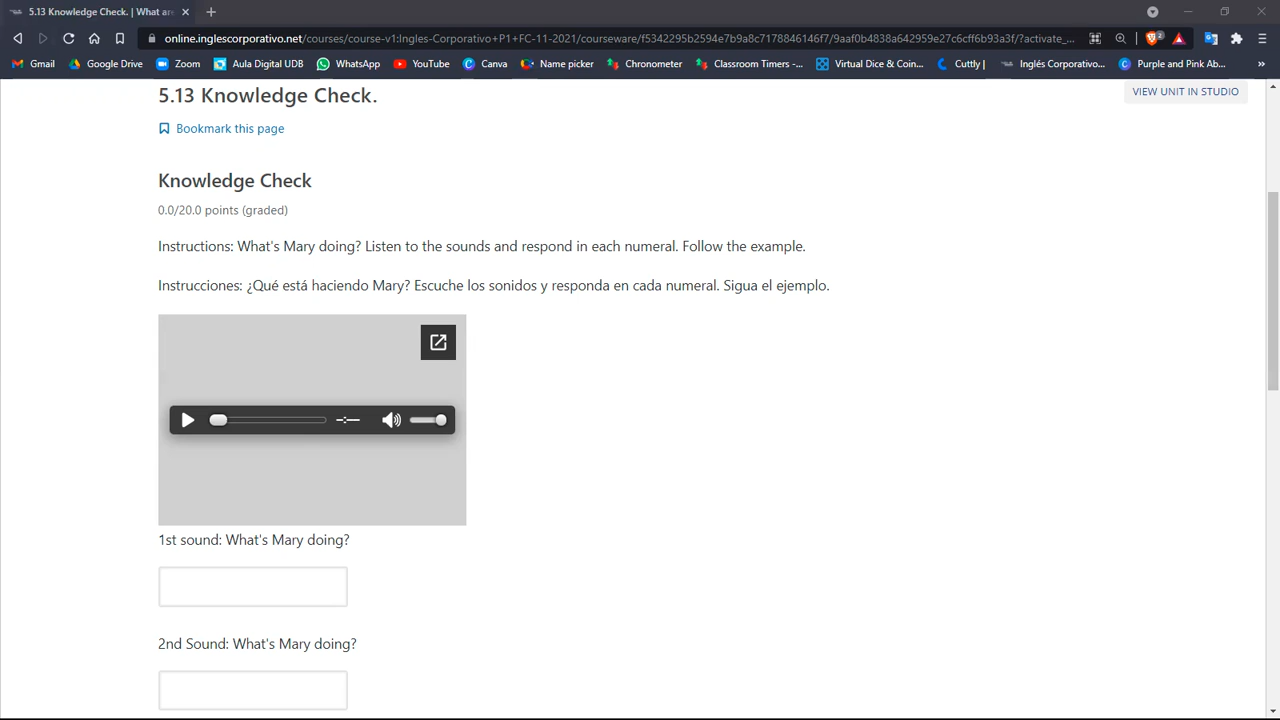 5.13 Knowledge Check. | What are
online.inglescorporativo.net/courses/course-v1:Ingles-Corporativo+P1+FC-11-2021/courseware/f5342295b2594e7b9a8c7178846146f7/9aaf0b4838a642959e27c6cff6b93a3f/?activate_...
2
Gmail Google Drive Zoom Aula Digital UDB WhatsApp YouTube Canva Name picker Chronometer Classroom Timers -... Virtual Dice & Coin... Cuttly | Inglés Corporativo... Purple and Pink Ab... »
5.13 Knowledge Check.
VIEW UNIT IN STUDIO
Bookmark this page
Knowledge Check
0.0/20.0 points (graded)
Instructions: What's Mary doing? Listen to the sounds and respond in each numeral. Follow the example.
Instrucciones: ¿Qué está haciendo Mary? Escuche los sonidos y responda en cada numeral. Sigua el ejemplo.
-:--
1st sound: What's Mary doing?
2nd Sound: What's Mary doing?